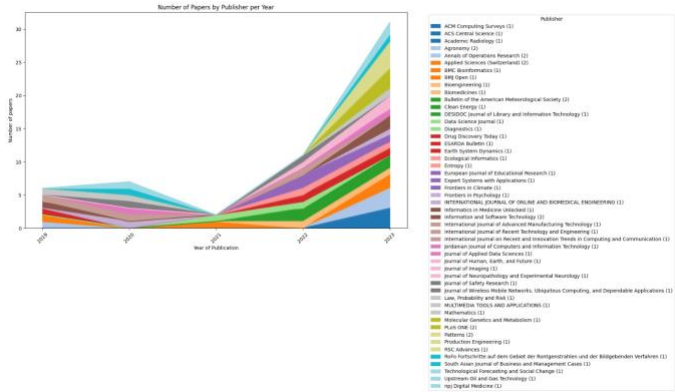 Number of Papers by Publisher per Year
Number of papers
30
25
20
15
10
5
0
2019
2020
2021
2022
2023
Year of Publication
Publisher
ACM Computing Surveys (1)
ACS Central Science (1)
Academic Radiology (1)
Agronomy (2)
Annals of Operations Research (2)
Applied Sciences (Switzerland) (2)
BMC Bioinformatics (1)
BMJ Open (1)
Bioengineering (1)
Biomedicines (1)
Bulletin of the American Meteorological Society (2)
Clean Energy (1)
DESIDOC Journal of Library and Information Technology (1)
Data Science Journal (1)
Diagnostics (1)
Drug Discovery Today (1)
ESARDA Bulletin (1)
Earth System Dynamics (1)
Ecological Informatics (1)
Entropy (1)
European Journal of Educational Research (1)
Expert Systems with Applications (1)
Frontiers in Climate (1)
Frontiers in Psychology (1)
INTERNATIONAL JOURNAL OF ONLINE AND BIOMEDICAL ENGINEERING (1)
Informatics in Medicine Unlocked (1)
Information and Software Technology (2)
International Journal of Advanced Manufacturing Technology (1)
International Journal of Recent Technology and Engineering (1)
International Journal on Recent and Innovation Trends in Computing and Communication (1)
Jordanian Journal of Computers and Information Technology (1)
Journal of Applied Data Sciences (1)
Journal of Human, Earth, and Future (1)
Journal of Imaging (1)
Journal of Neuropathology and Experimental Neurology (1)
Journal of Safety Research (1)
Journal of Wireless Mobile Networks, Ubiquitous Computing, and Dependable Applications (1)
Law, Probability and Risk (1)
MULTIMEDIA TOOLS AND APPLICATIONS (1)
Mathematics (1)
Molecular Genetics and Metabolism (1)
PLoS ONE (2)
Patterns (2)
Production Engineering (1)
RSC Advances (1)
RoFo Fortschritte auf dem Gebiet der Rontgenstrahlen und der Bildgebenden Verfahren (1)
South Asian Journal of Business and Management Cases (1)
Technological Forecasting and Social Change (1)
Upstream Oil and Gas Technology (1)
npj Digital Medicine (1)